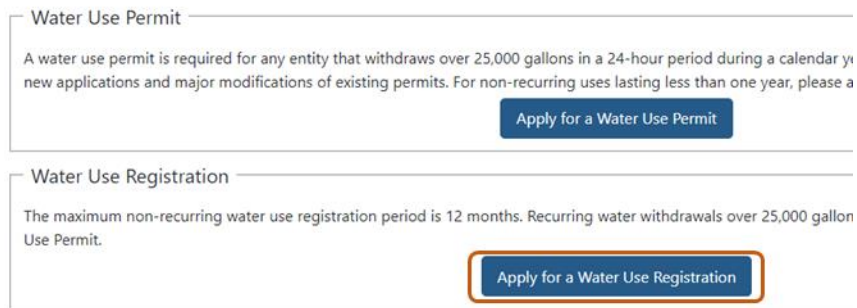 Water Use Permit
A water use permit is required for any entity that withdraws over 25,000 gallons in a 24-hour period during a calendar
new applications and major modifications of existing permits. For non-recurring uses lasting less than one year, please
Apply for a Water Use Permit
Water Use Registration
The maximum non-recurring water use registration period is 12 months. Recurring water withdrawals over 25,000 gallon
Use Permit.
Apply for a Water Use Registration